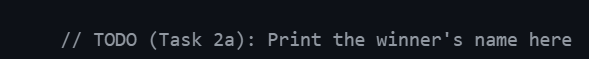 // TODO (Task 2a): Print the winner's name here